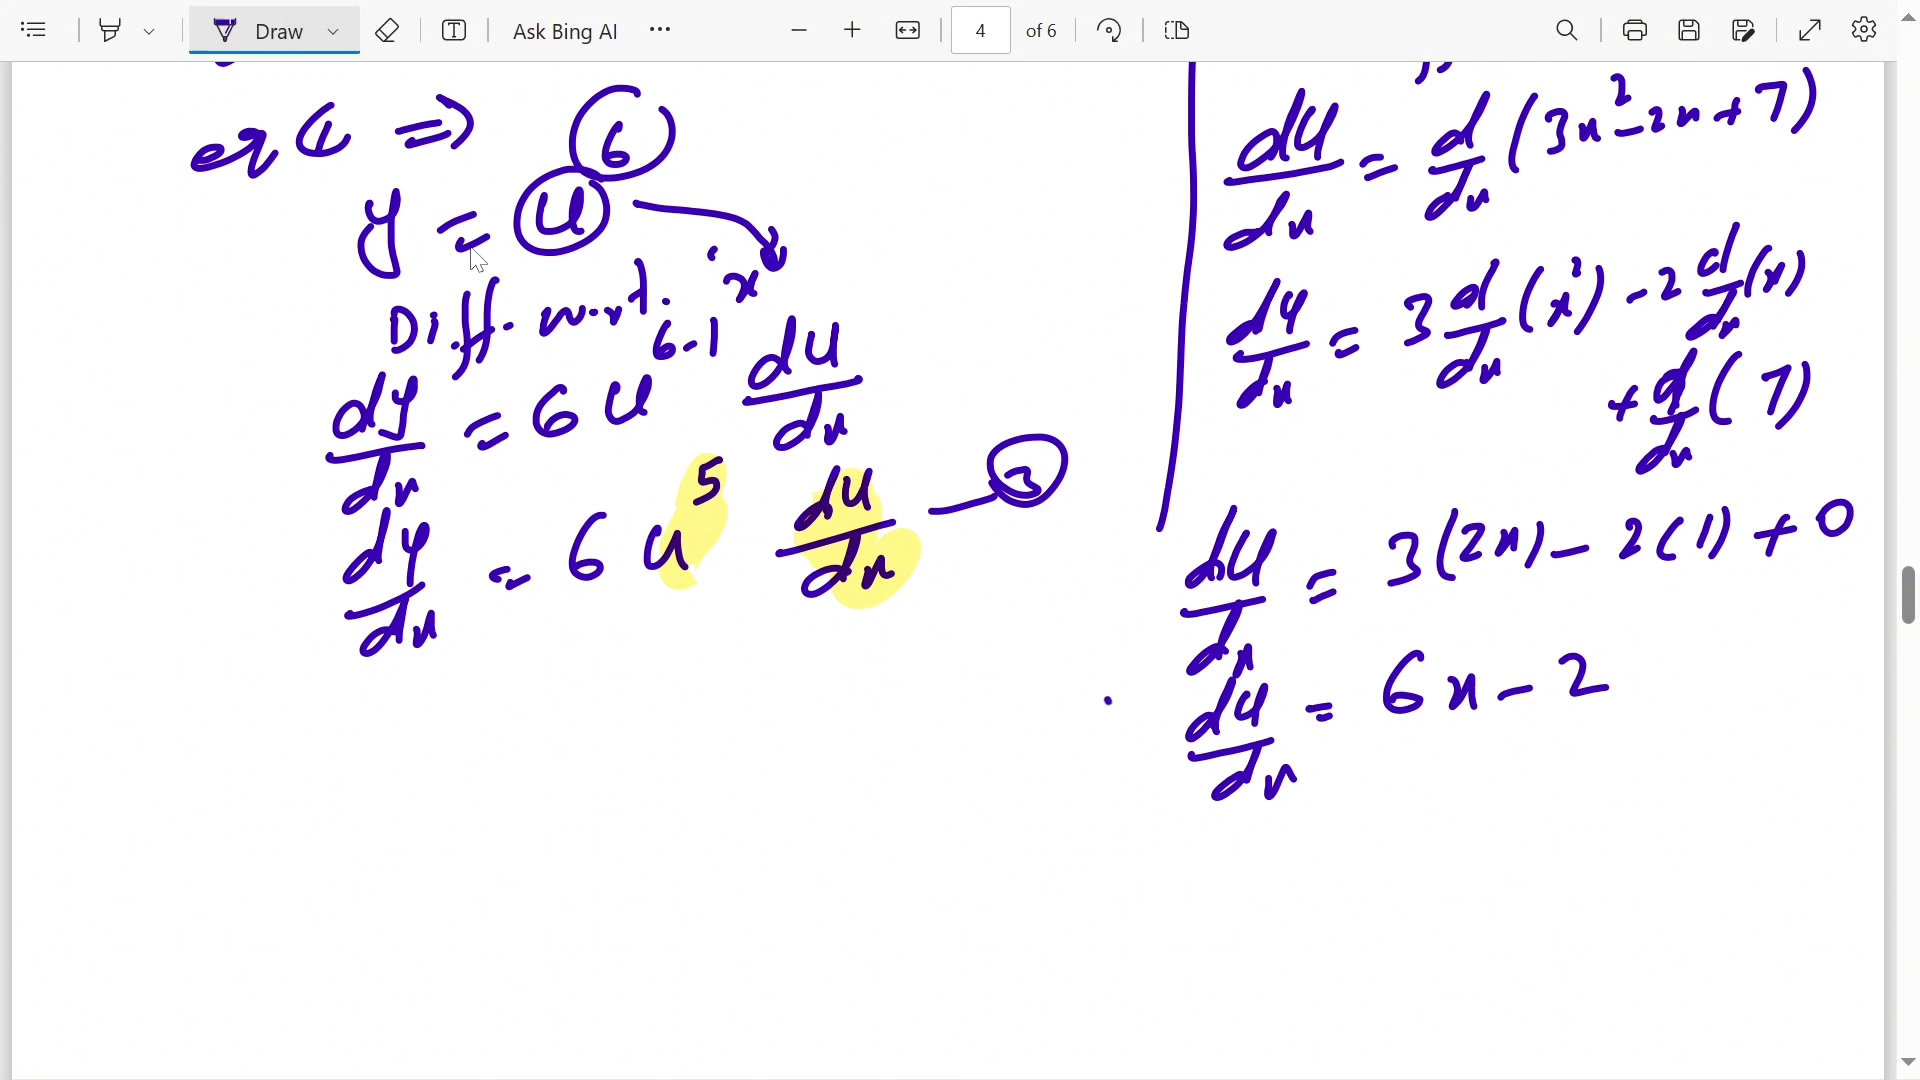 Draw Ask Bing AI 4 of 6
eq (1 =>
y = u^6
Diff. w.r.t. 'x
dy/dx = 6 u^6-1 du/dx
dy/dx = 6 u^5 du/dx — 3
du/dx = d/dx (3x^2 - 2x + 7)
du/dx = 3 d/dx (x^2) - 2 d/dx (x)
+ d/dx (7)
du/dx = 3(2x) - 2(1) + 0
du/dx = 6x - 2